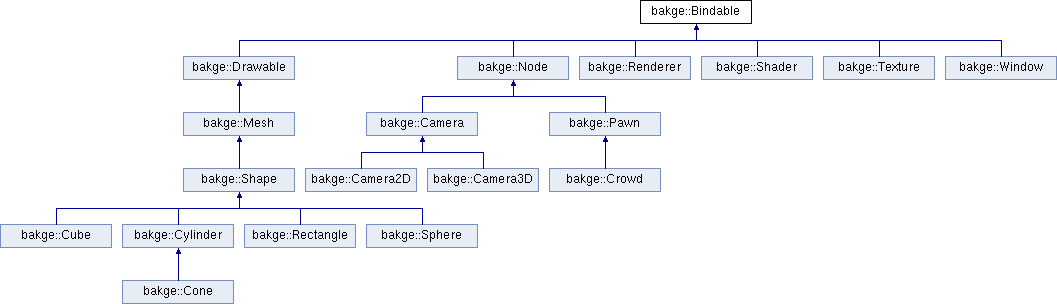 bakge::Bindable
bakge::Drawable bakge::Node bakge::Renderer bakge::Shader bakge::Texture bakge::Window
bakge::Mesh bakge::Camera bakge::Pawn
bakge::Shape bakge::Camera2D bakge::Camera3D bakge::Crowd
bakge::Cube bakge::Cylinder bakge::Rectangle bakge::Sphere
bakge::Cone